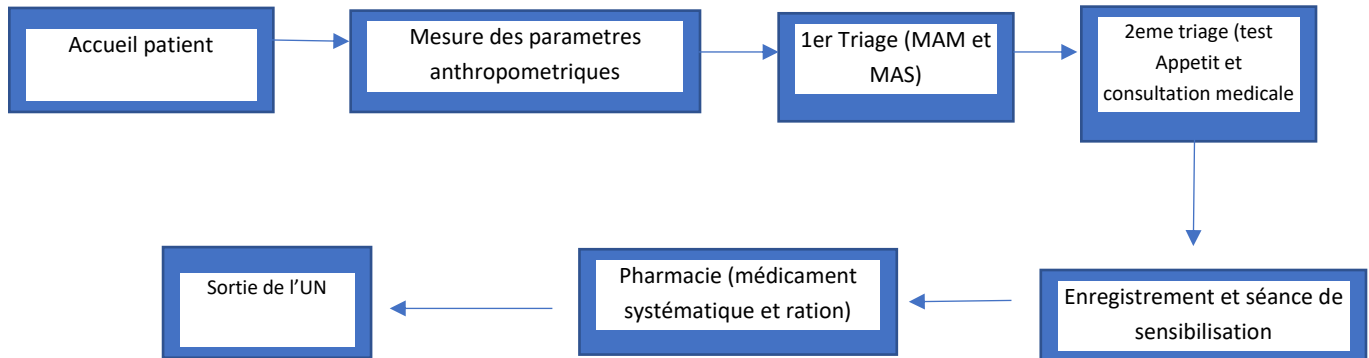 Accueil patient
Mesure des parametres
anthropometriques
1er Triage (MAM et
MAS)
2eme triage (test
Appetit et
consultation medicale
Enregistrement et séance de
sensibilisation
Pharmacie (médicament
systématique et ration)
Sortie de l’UN